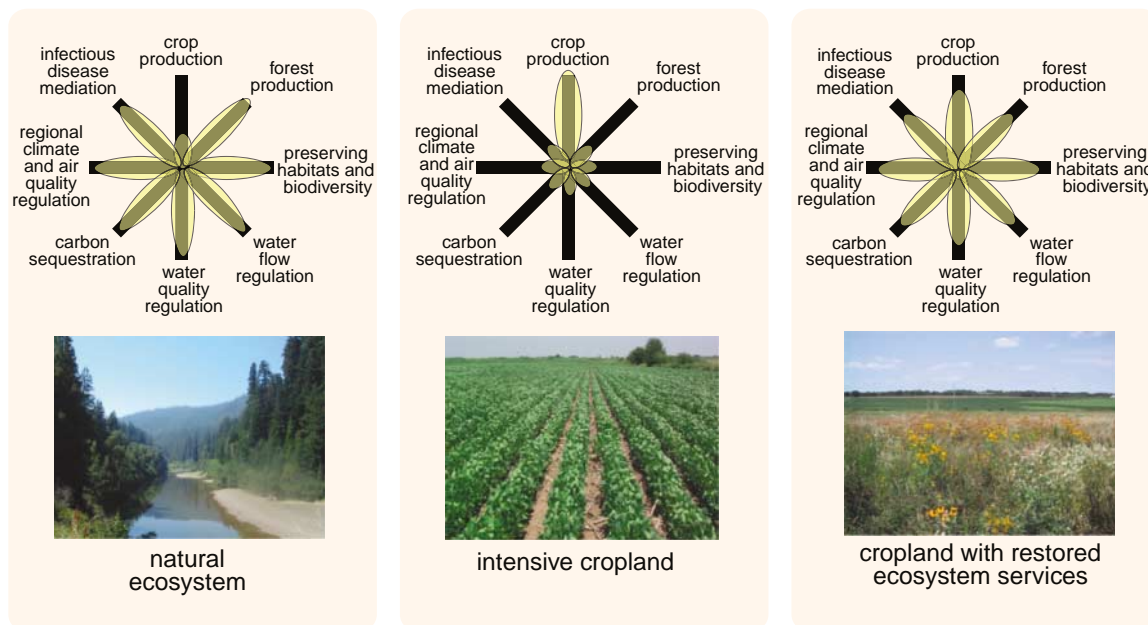 crop
production
infectious
disease
mediation
forest
production
regional
climate
and air
quality
regulation
preserving
habitats and
biodiversity
carbon
sequestration
water
flow
regulation
water
quality
regulation
natural
ecosystem
crop
production
infectious
disease
mediation
forest
production
regional
climate
and air
quality
regulation
preserving
habitats and
biodiversity
carbon
sequestration
water
flow
regulation
water
quality
regulation
intensive cropland
crop
production
infectious
disease
mediation
forest
production
regional
climate
and air
quality
regulation
preserving
habitats and
biodiversity
carbon
sequestration
water
flow
regulation
water
quality
regulation
cropland with restored
ecosystem services